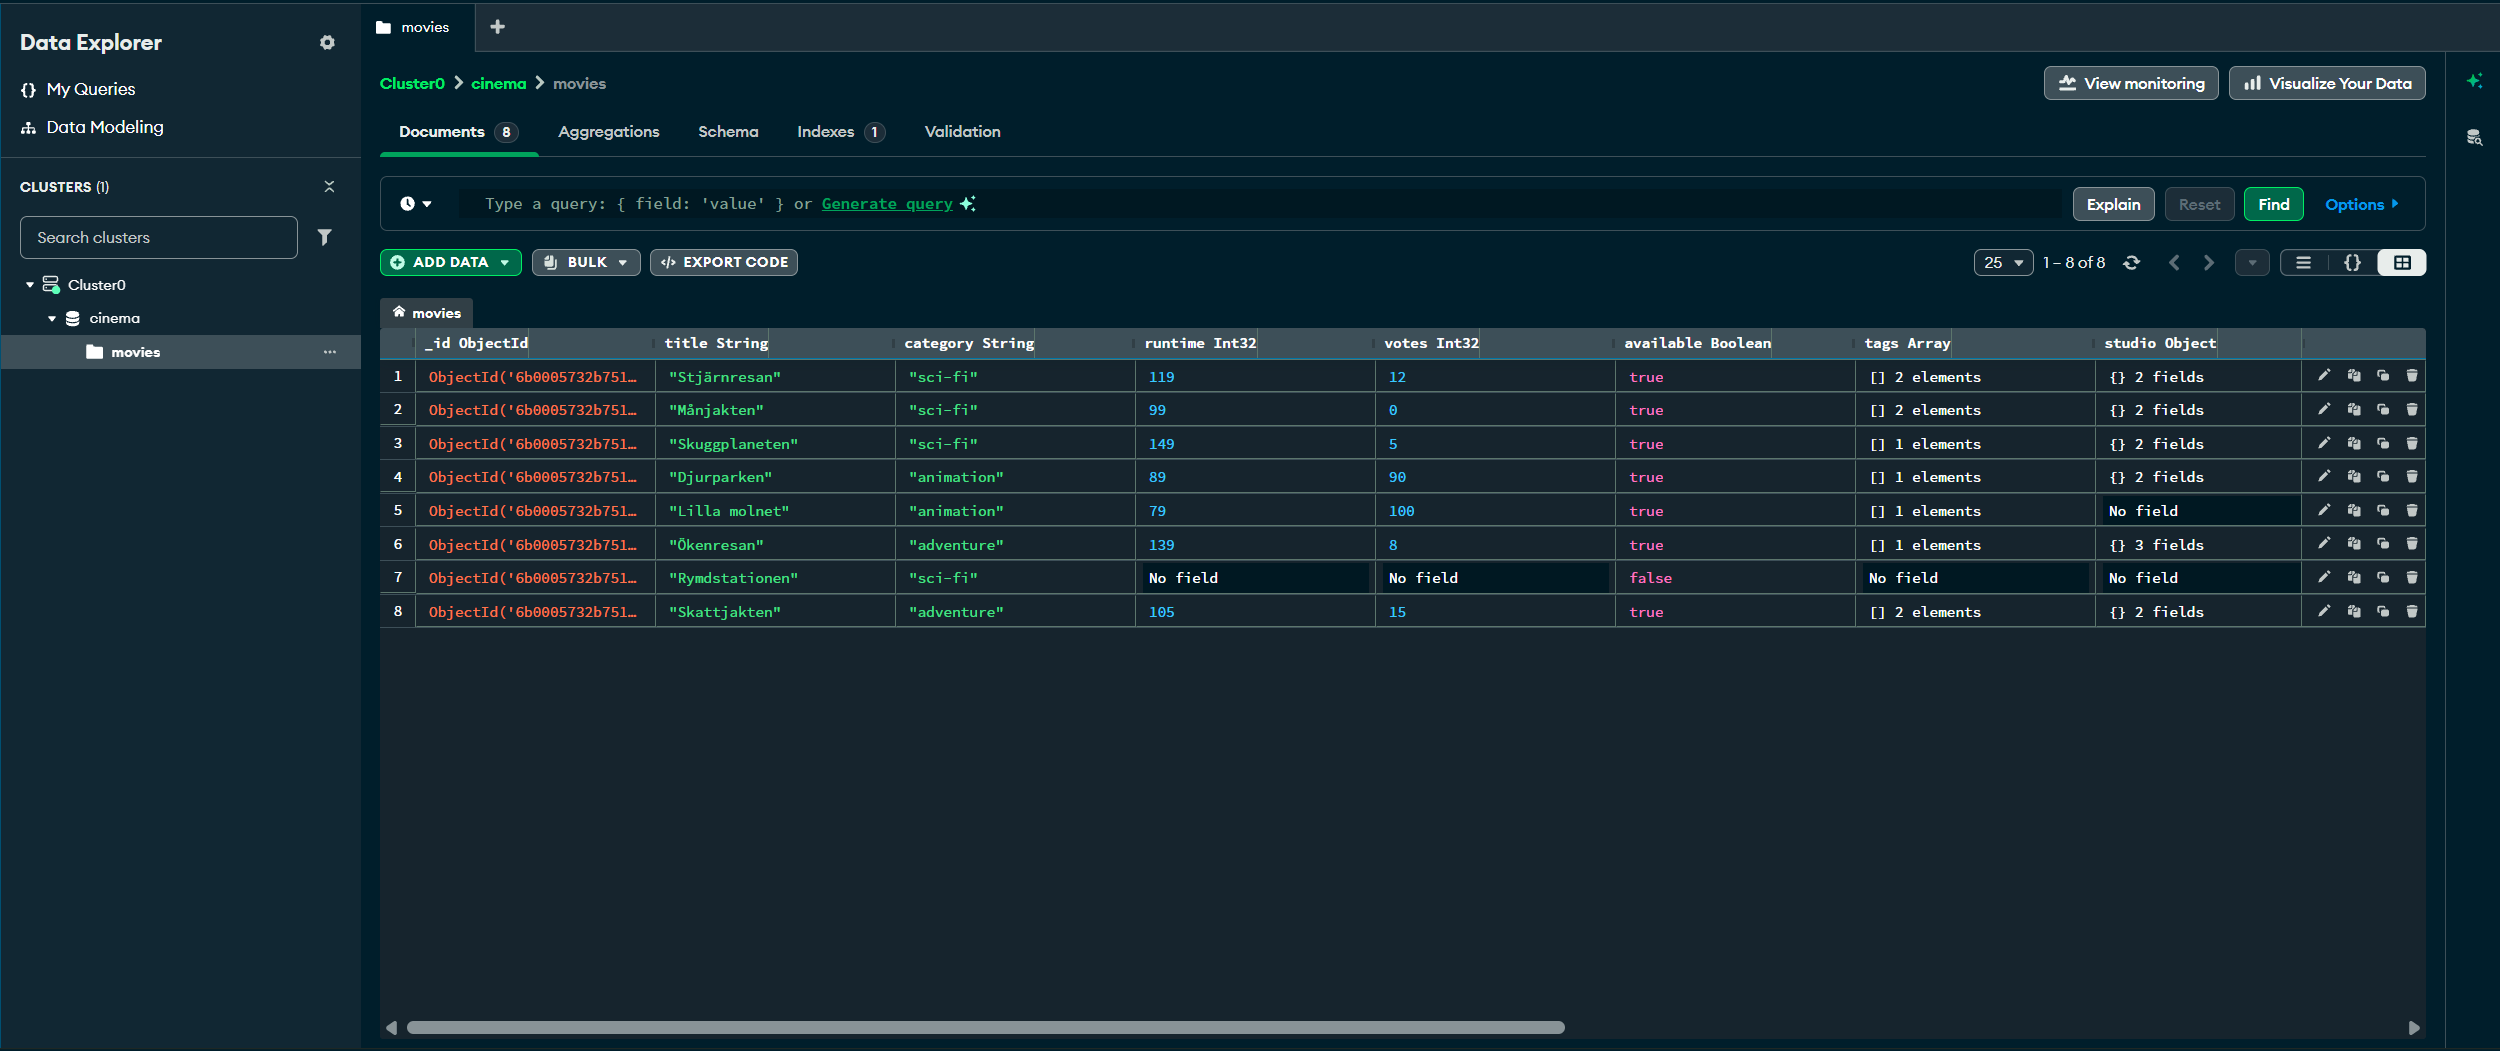 Data Explorer
My Queries
Data Modeling
CLUSTERS (1)
Search clusters
Cluster0
cinema
movies
movies
Cluster0 > cinema > movies
View monitoring
Visualize Your Data
Documents 8 Aggregations Schema Indexes 1 Validation
Type a query: { field: 'value' } or Generate query
Explain Reset Find Options
ADD DATA BULK EXPORT CODE
25 1 – 8 of 8
movies
_id ObjectId title String category String runtime Int32 votes Int32 available Boolean tags Array studio Object
1 ObjectId('6b0005732b751… "Stjärnresan" "sci-fi" 119 12 true [] 2 elements {} 2 fields
2 ObjectId('6b0005732b751… "Månjakten" "sci-fi" 99 0 true [] 2 elements {} 2 fields
3 ObjectId('6b0005732b751… "Skuggplaneten" "sci-fi" 149 5 true [] 1 elements {} 2 fields
4 ObjectId('6b0005732b751… "Djurparken" "animation" 89 90 true [] 1 elements {} 2 fields
5 ObjectId('6b0005732b751… "Lilla molnet" "animation" 79 100 true [] 1 elements No field
6 ObjectId('6b0005732b751… "Ökenresan" "adventure" 139 8 true [] 1 elements {} 3 fields
7 ObjectId('6b0005732b751… "Rymdstationen" "sci-fi" No field No field false No field No field
8 ObjectId('6b0005732b751… "Skattjakten" "adventure" 105 15 true [] 2 elements {} 2 fields